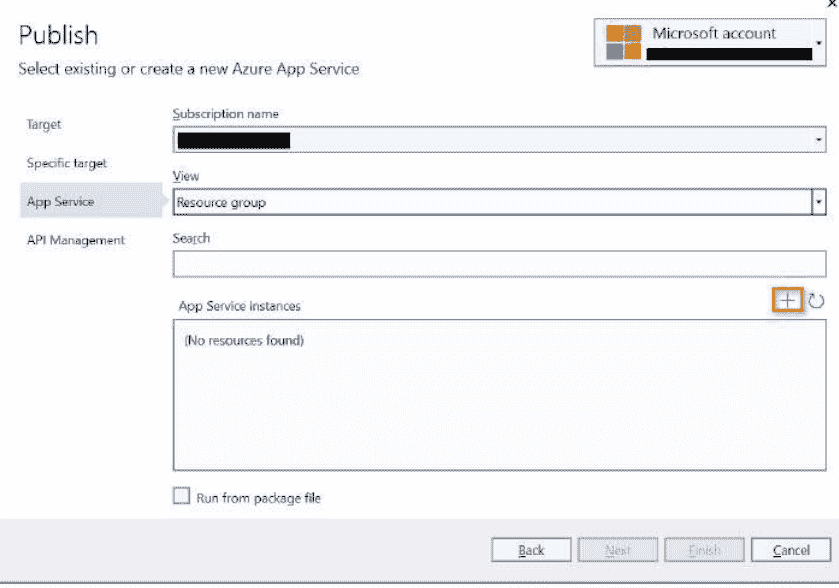 Publish
Select existing or create a new Azure App Service
Microsoft account
Target
Specific target
App Service
API Management
Subscription name
View
Resource group
Search
App Service instances
(No resources found)
Run from package file
Back
Next
Finish
Cancel